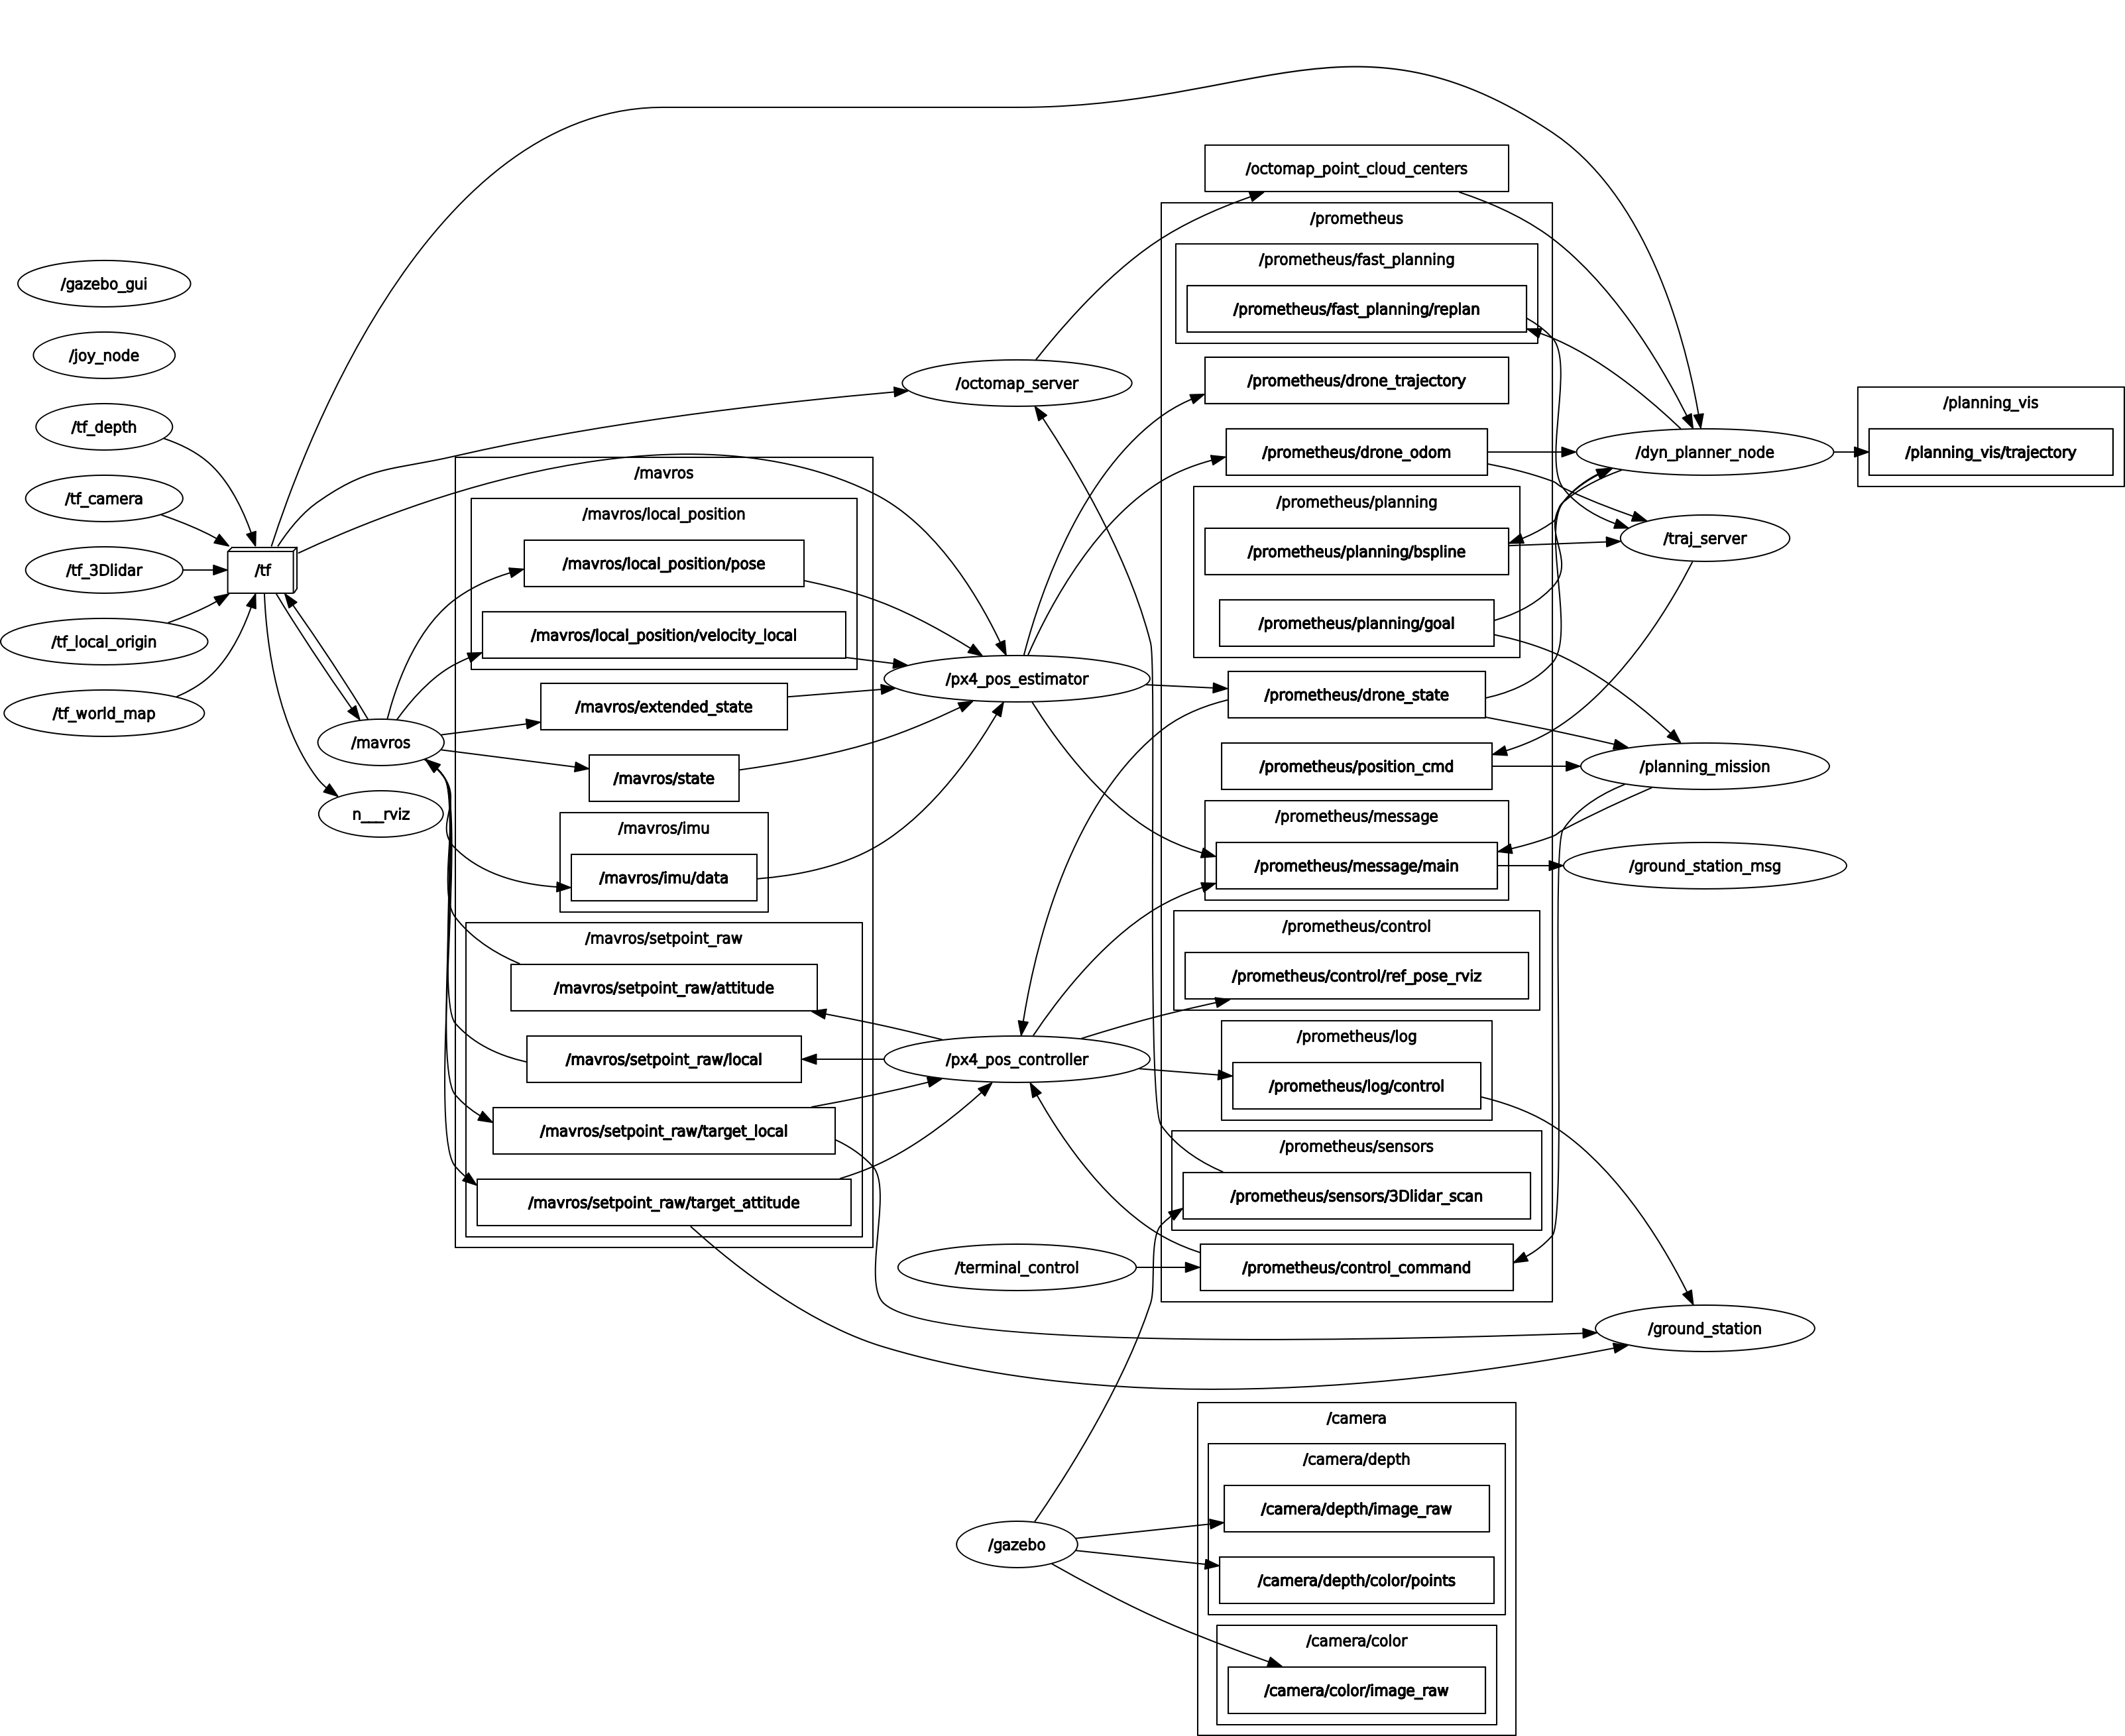 /gazebo_gui
/joy_node
/tf_depth
/tf_camera
/tf_3Dlidar
/tf_local_origin
/tf_world_map
/tf
/mavros
n___rviz
/mavros
/mavros/local_position
/mavros/local_position/pose
/mavros/local_position/velocity_local
/mavros/extended_state
/mavros/state
/mavros/imu
/mavros/imu/data
/mavros/setpoint_raw
/mavros/setpoint_raw/attitude
/mavros/setpoint_raw/local
/mavros/setpoint_raw/target_local
/mavros/setpoint_raw/target_attitude
/octomap_server
/px4_pos_estimator
/px4_pos_controller
/terminal_control
/gazebo
/octomap_point_cloud_centers
/prometheus
/prometheus/fast_planning
/prometheus/fast_planning/replan
/prometheus/drone_trajectory
/prometheus/drone_odom
/prometheus/planning
/prometheus/planning/bspline
/prometheus/planning/goal
/prometheus/drone_state
/prometheus/position_cmd
/prometheus/message
/prometheus/message/main
/prometheus/control
/prometheus/control/ref_pose_rviz
/prometheus/log
/prometheus/log/control
/prometheus/sensors
/prometheus/sensors/3Dlidar_scan
/prometheus/control_command
/camera
/camera/depth
/camera/depth/image_raw
/camera/depth/color/points
/camera/color
/camera/color/image_raw
/dyn_planner_node
/traj_server
/planning_mission
/ground_station_msg
/ground_station
/planning_vis
/planning_vis/trajectory